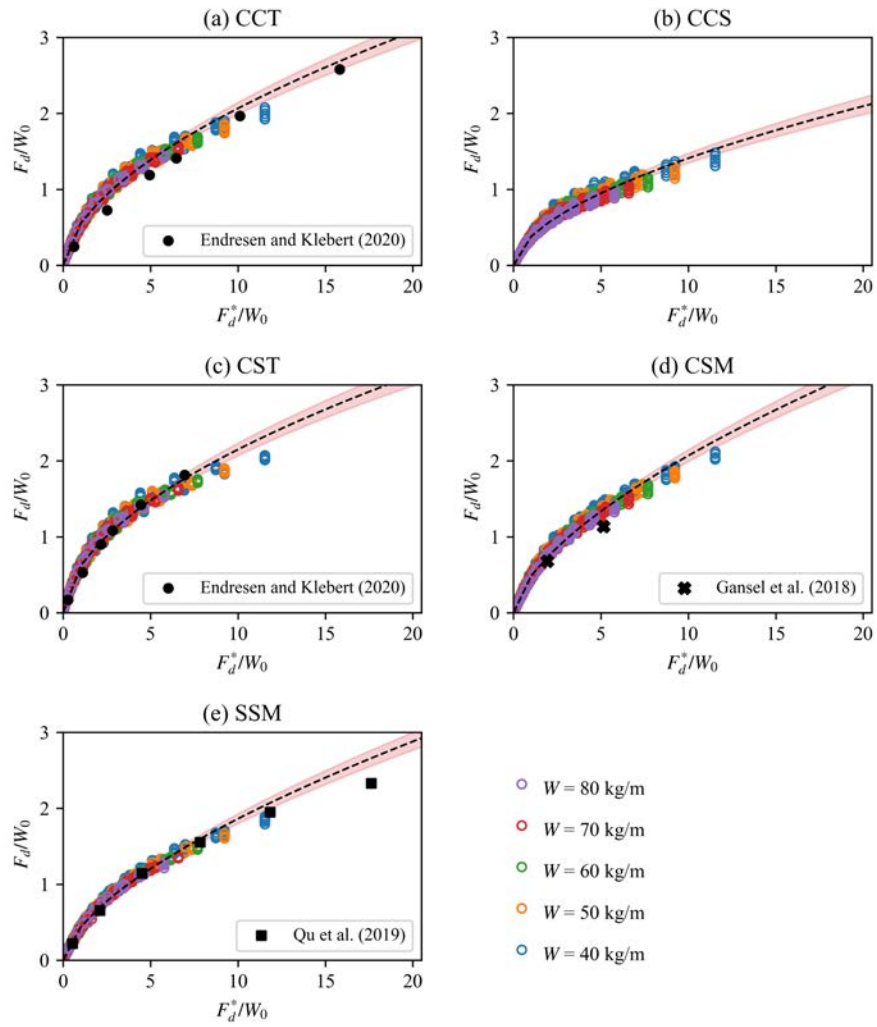 (a) CCT
(b) CCS
3
2
1
0
F_d/W_0
Endresen and Klebert (2020)
0 5 10 15 20
F_d^*/W_0
3
2
1
0
F_d/W_0
0 5 10 15 20
F_d^*/W_0
(c) CST
(d) CSM
3
2
1
0
F_d/W_0
Endresen and Klebert (2020)
0 5 10 15 20
F_d^*/W_0
3
2
1
0
F_d/W_0
Gansel et al. (2018)
0 5 10 15 20
F_d^*/W_0
(e) SSM
3
2
1
0
F_d/W_0
Qu et al. (2019)
0 5 10 15 20
F_d^*/W_0
W = 80 kg/m
W = 70 kg/m
W = 60 kg/m
W = 50 kg/m
W = 40 kg/m